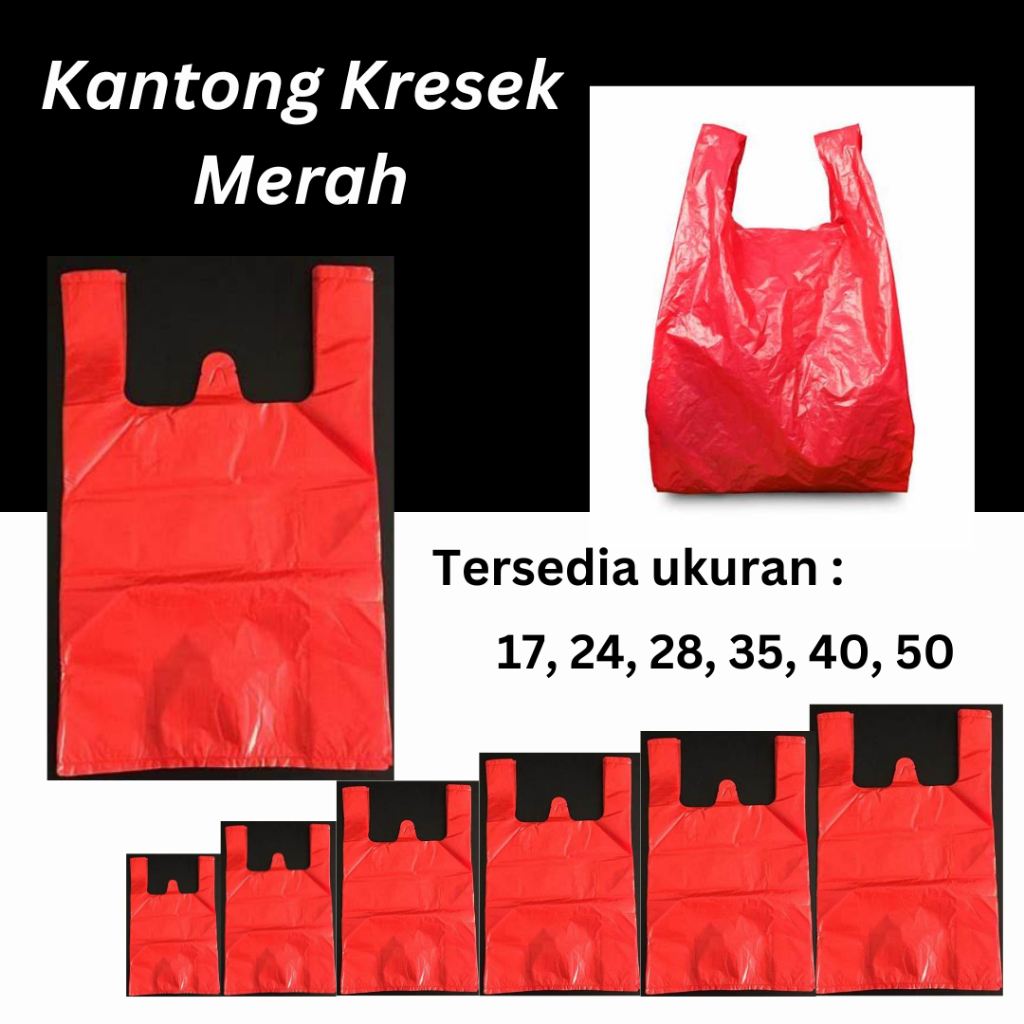 Kantong Kresek
Merah
Tersedia ukuran :
17, 24, 28, 35, 40, 50